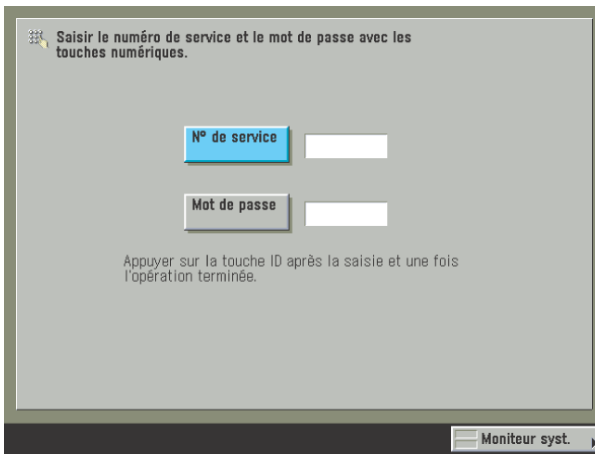 Saisir le numéro de service et le mot de passe avec les
touches numériques.
Nº de service
Mot de passe
Appuyer sur la touche ID après la saisie et une fois
l'opération terminée.
Moniteur syst.